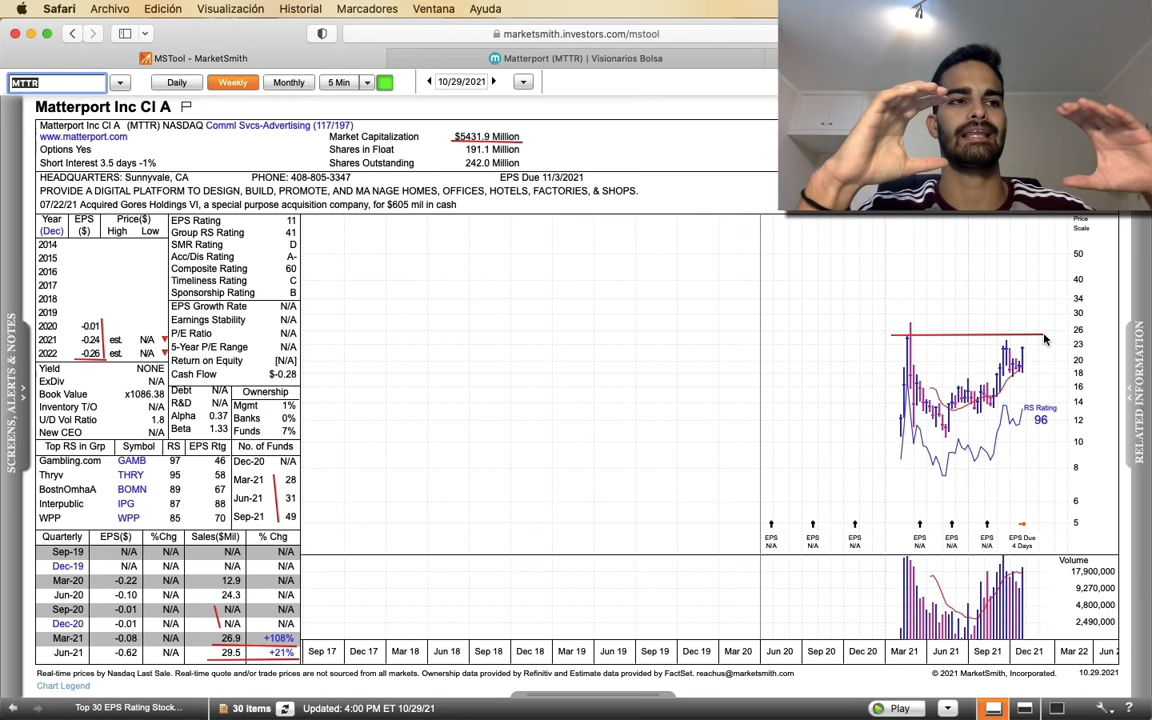 Safari Archivo Edición Visualización Historial Marcadores Ventana Ayuda
marketsmith.investors.com/mstool
MSTool - MarketSmith
Matterport (MTTR) | Visionarios Bolsa
MTTR Daily Weekly Monthly 5 Min 10/29/2021
Matterport Inc Cl A
Matterport Inc Cl A (MTTR) NASDAQ Comml Svcs-Advertising (117/197)
www.matterport.com Market Capitalization $5431.9 Million
Options Yes Shares in Float 191.1 Million
Short Interest 3.5 days -1% Shares Outstanding 242.0 Million
HEADQUARTERS: Sunnyvale, CA PHONE: 408-805-3347 EPS Due 11/3/2021
PROVIDE A DIGITAL PLATFORM TO DESIGN, BUILD, PROMOTE, AND MA NAGE HOMES, OFFICES, HOTELS, FACTORIES, & SHOPS.
07/22/21 Acquired Gores Holdings VI, a special purpose acquisition company, for $605 mil in cash
Year EPS Price($)
(Dec) ($) High Low
2014
2015
2016
2017
2018
2019
2020 -0.01
2021 -0.24 est. N/A
2022 -0.26 est. N/A
Yield NONE
ExDiv N/A
Book Value x1086.38
Inventory T/O N/A
U/D Vol Ratio 1.8
New CEO N/A
EPS Rating 11
Group RS Rating 41
SMR Rating D
Acc/Dis Rating A-
Composite Rating 60
Timeliness Rating C
Sponsorship Rating B
EPS Growth Rate N/A
Earnings Stability N/A
P/E Ratio N/A
5-Year P/E Range N/A
Return on Equity [N/A]
Cash Flow $-0.28
Debt N/A
R&D N/A
Alpha 0.37
Beta 1.33
Ownership
Mgmt 1%
Banks 0%
Funds 7%
Top RS in Grp Symbol RS EPS Rtg
Gambling.com GAMB 97 46
Thryv THRY 95 58
BostnOmhaA BOMN 89 67
Interpublic IPG 87 88
WPP WPP 85 70
No. of Funds
Dec-20 N/A
Mar-21 28
Jun-21 31
Sep-21 49
Quarterly EPS($) %Chg Sales($Mil) % Chg
Sep-19 N/A N/A N/A N/A
Dec-19 N/A N/A N/A N/A
Mar-20 -0.22 N/A 12.9 N/A
Jun-20 -0.10 N/A 24.3 N/A
Sep-20 -0.01 N/A N/A N/A
Dec-20 -0.01 N/A N/A N/A
Mar-21 -0.08 N/A 26.9 +108%
Jun-21 -0.62 N/A 29.5 +21%
Price
Scale
50
40
34
30
26
23
20
18
16
14
12
10
8
6
5
RS Rating
96
EPS N/A
EPS N/A
EPS N/A
EPS N/A
EPS N/A
EPS N/A
EPS Due 4 Days
Volume
17,900,000
9,270,000
4,800,000
2,490,000
Sep 17 Dec 17 Mar 18 Jun 18 Sep 18 Dec 18 Mar 19 Jun 19 Sep 19 Dec 19 Mar 20 Jun 20 Sep 20 Dec 20 Mar 21 Jun 21 Sep 21 Dec 21 Mar 22
Real-time prices by Nasdaq Last Sale. Real-time quote and/or trade prices are not sourced from all markets. Ownership data provided by Refinitiv and Estimate data provided by FactSet. reachus@marketsmith.com © 2021 MarketSmith, Incorporated. 10.29.2021
Chart Legend
SCREENS, ALERTS & NOTES
RELATED INFORMATION
Top 30 EPS Rating Stock... 30 items Updated: 4:00 PM ET 10/29/21 Play